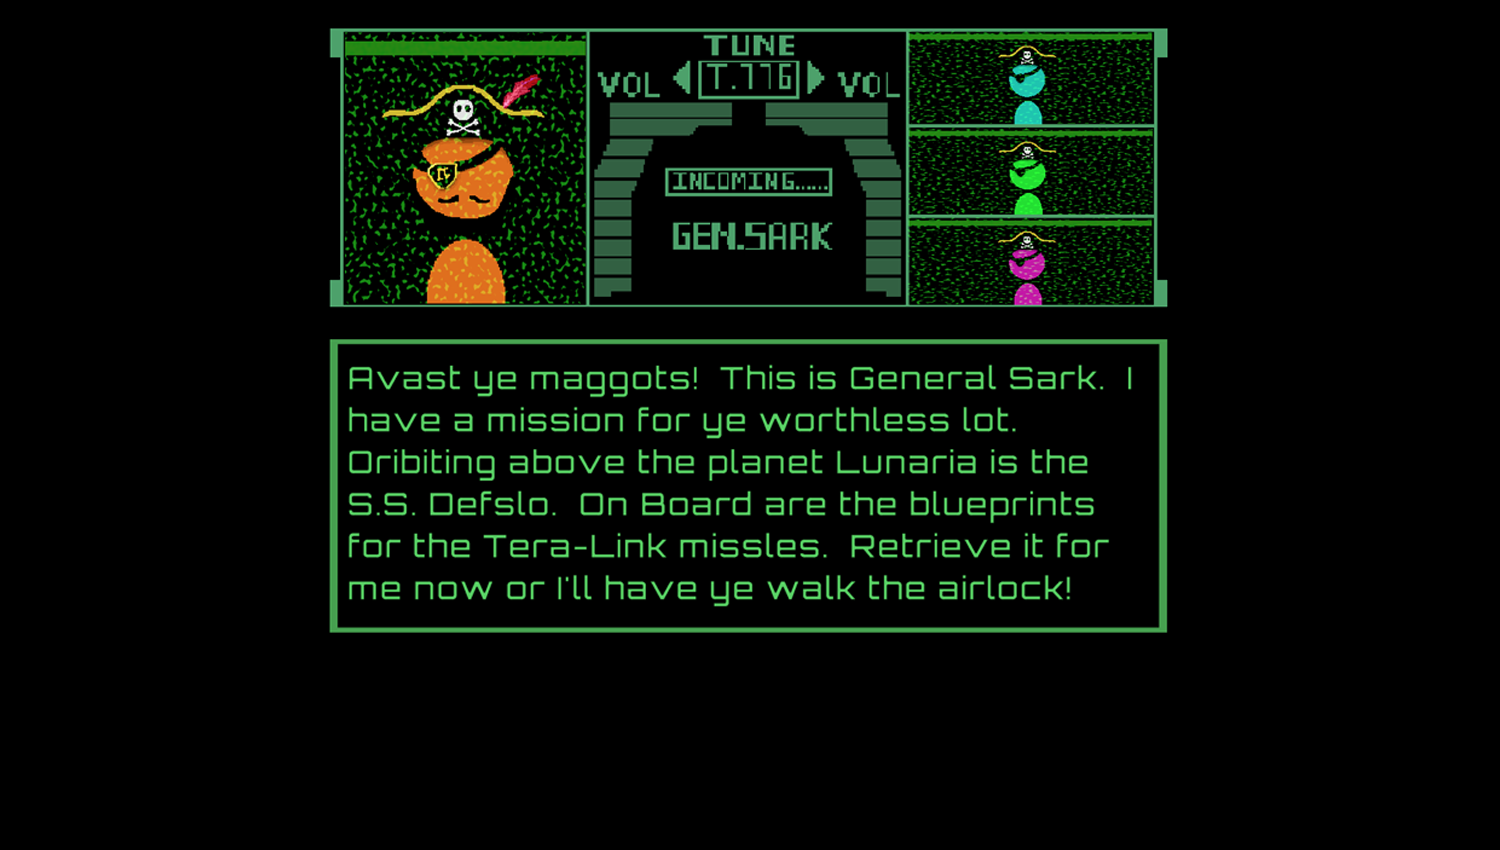 TUNE
VOL T.776 VOL
INCOMING......
GEN.SARK
Avast ye maggots!  This is General Sark.  I
have a mission for ye worthless lot.
Oribiting above the planet Lunaria is the
S.S. Defslo.  On Board are the blueprints
for the Tera-Link missles.  Retrieve it for
me now or I'll have ye walk the airlock!